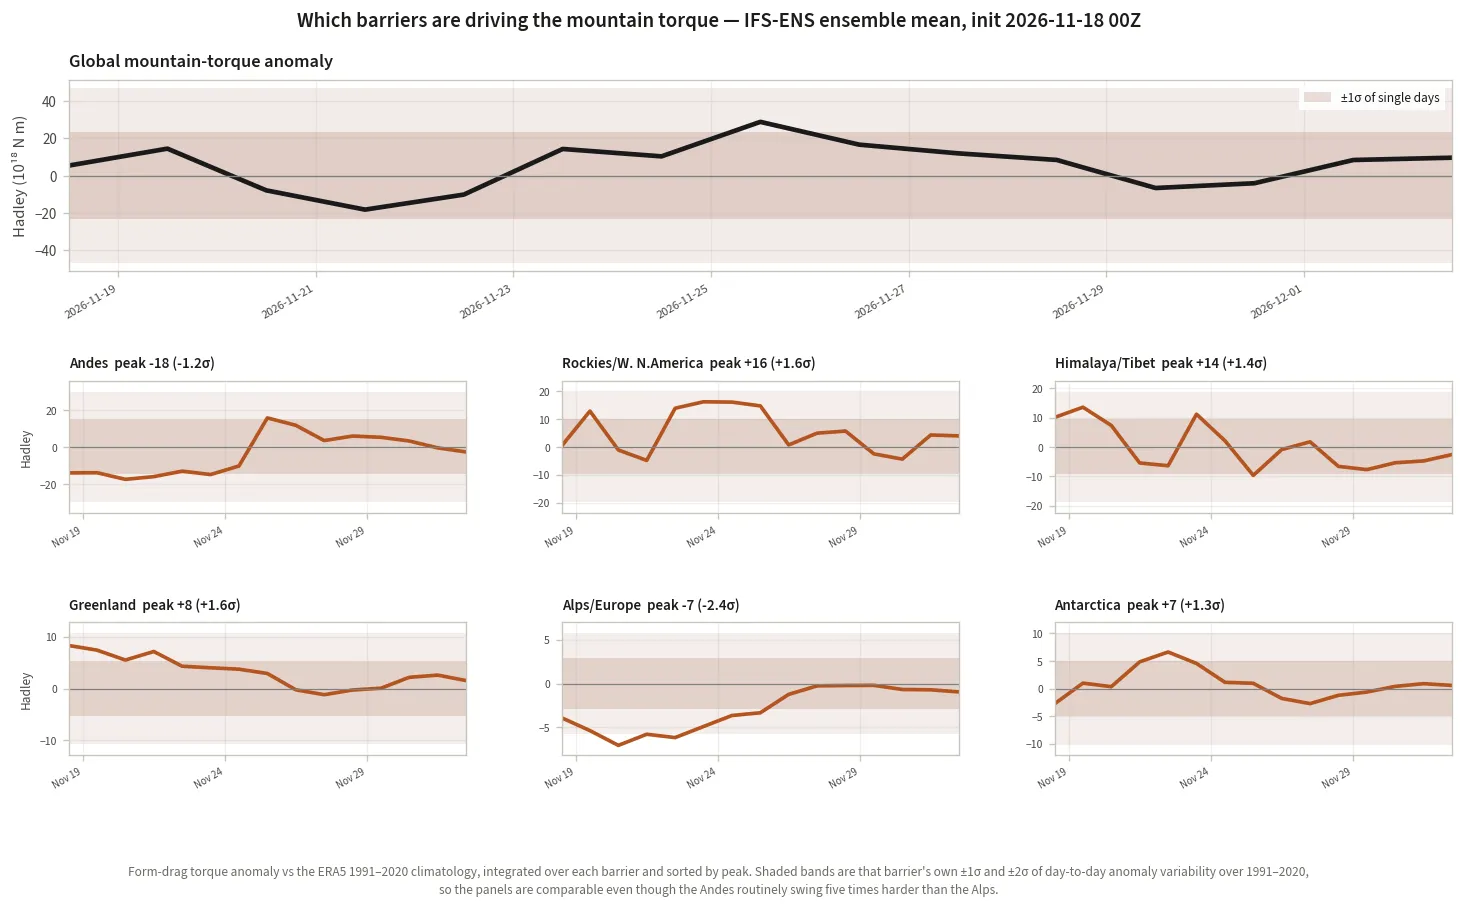 Which barriers are driving the mountain torque — IFS-ENS ensemble mean, init 2026-11-18 00Z
Global mountain-torque anomaly
Hadley (10¹⁸ N m)
40
20
0
−20
−40
±1σ of single days
2026-11-19
2026-11-21
2026-11-23
2026-11-25
2026-11-27
2026-11-29
2026-12-01
Andes peak -18 (-1.2σ)
Hadley
20
0
−20
Nov 19
Nov 24
Nov 29
Rockies/W. N.America peak +16 (+1.6σ)
20
10
0
−10
−20
Nov 19
Nov 24
Nov 29
Himalaya/Tibet peak +14 (+1.4σ)
20
10
0
−10
−20
Nov 19
Nov 24
Nov 29
Greenland peak +8 (+1.6σ)
Hadley
10
0
−10
Nov 19
Nov 24
Nov 29
Alps/Europe peak -7 (-2.4σ)
5
0
−5
Nov 19
Nov 24
Nov 29
Antarctica peak +7 (+1.3σ)
10
5
0
−5
−10
Nov 19
Nov 24
Nov 29
Form-drag torque anomaly vs the ERA5 1991–2020 climatology, integrated over each barrier and sorted by peak. Shaded bands are that barrier's own ±1σ and ±2σ of day-to-day anomaly variability over 1991–2020,
so the panels are comparable even though the Andes routinely swing five times harder than the Alps.